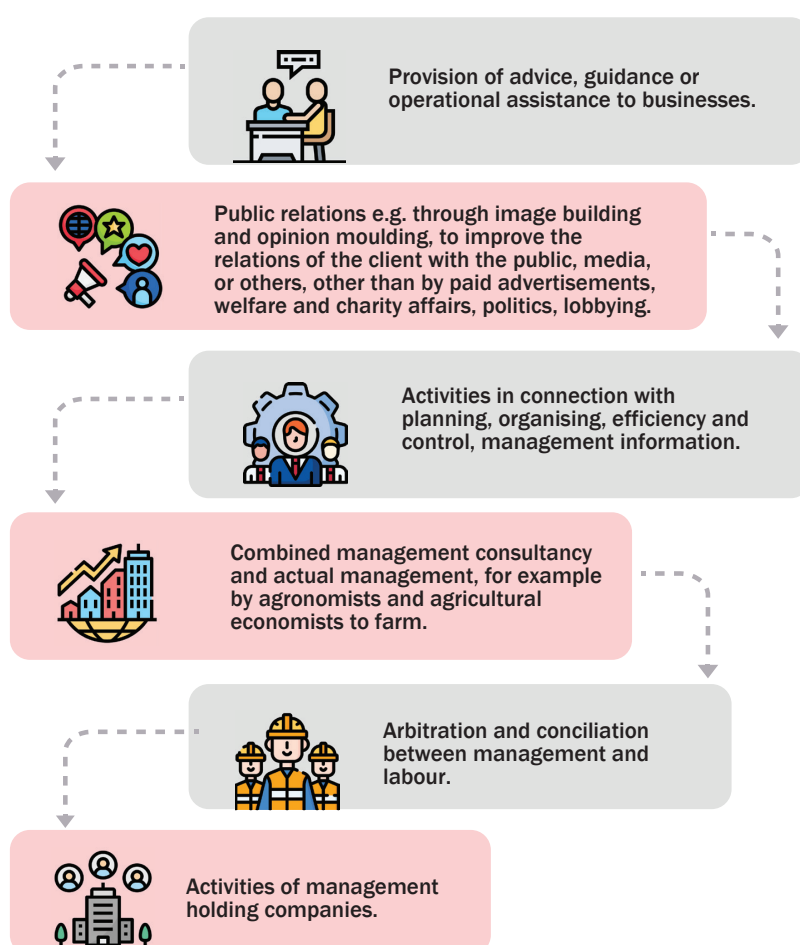 Provision of advice, guidance or
operational assistance to businesses.
Public relations e.g. through image building
and opinion moulding, to improve the
relations of the client with the public, media,
or others, other than by paid advertisements,
welfare and charity affairs, politics, lobbying.
Activities in connection with
planning, organising, efficiency and
control, management information.
Combined management consultancy
and actual management, for example
by agronomists and agricultural
economists to farm.
Arbitration and conciliation
between management and
labour.
Activities of management
holding companies.